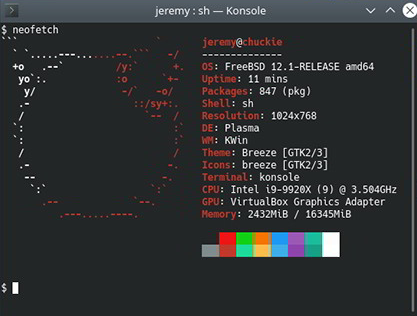 jeremy : sh — Konsole
$ neofetch
jeremy@chuckie
--------------
OS: FreeBSD 12.1-RELEASE amd64
Uptime: 11 mins
Packages: 847 (pkg)
Shell: sh
Resolution: 1024x768
DE: Plasma
WM: KWin
Theme: Breeze [GTK2/3]
Icons: breeze [GTK2/3]
Terminal: konsole
CPU: Intel i9-9920X (9) @ 3.504GHz
GPU: VirtualBox Graphics Adapter
Memory: 2432MiB / 16345MiB
$